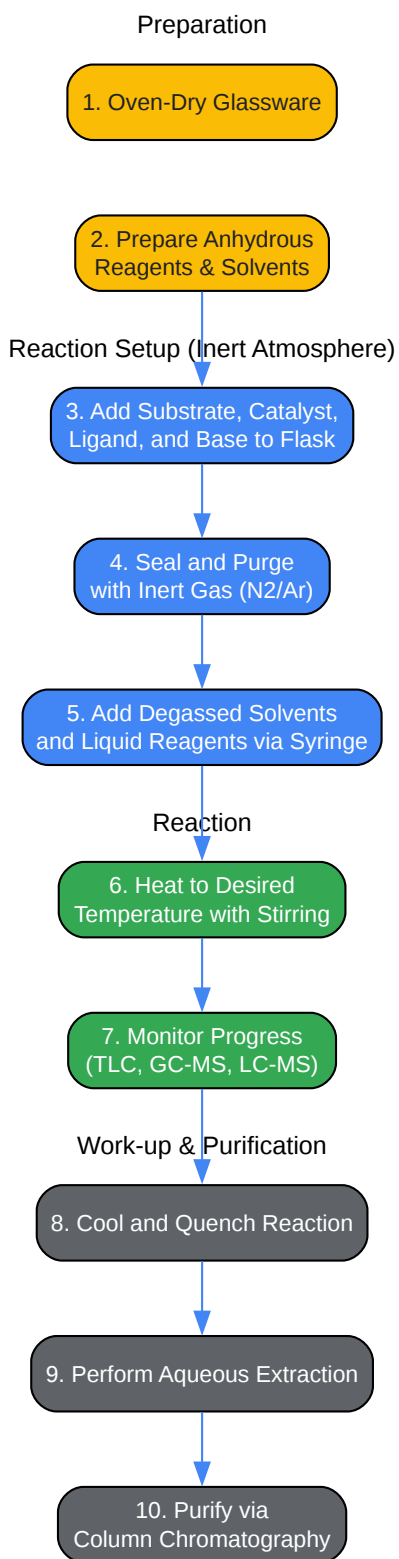 Preparation
1. Oven-Dry Glassware
2. Prepare Anhydrous
Reagents & Solvents
Reaction Setup (Inert Atmosphere)
3. Add Substrate, Catalyst,
Ligand, and Base to Flask
4. Seal and Purge
with Inert Gas (N2/Ar)
5. Add Degassed Solvents
and Liquid Reagents via Syringe
Reaction
6. Heat to Desired
Temperature with Stirring
7. Monitor Progress
(TLC, GC-MS, LC-MS)
Work-up & Purification
8. Cool and Quench Reaction
9. Perform Aqueous Extraction
10. Purify via
Column Chromatography